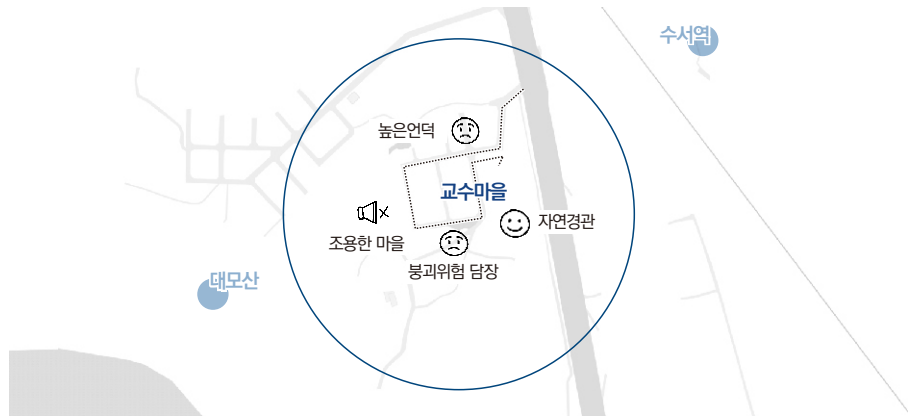 수서역
높은언덕
교수마을
자연경관
조용한 마을
붕괴위험 담장
대모산